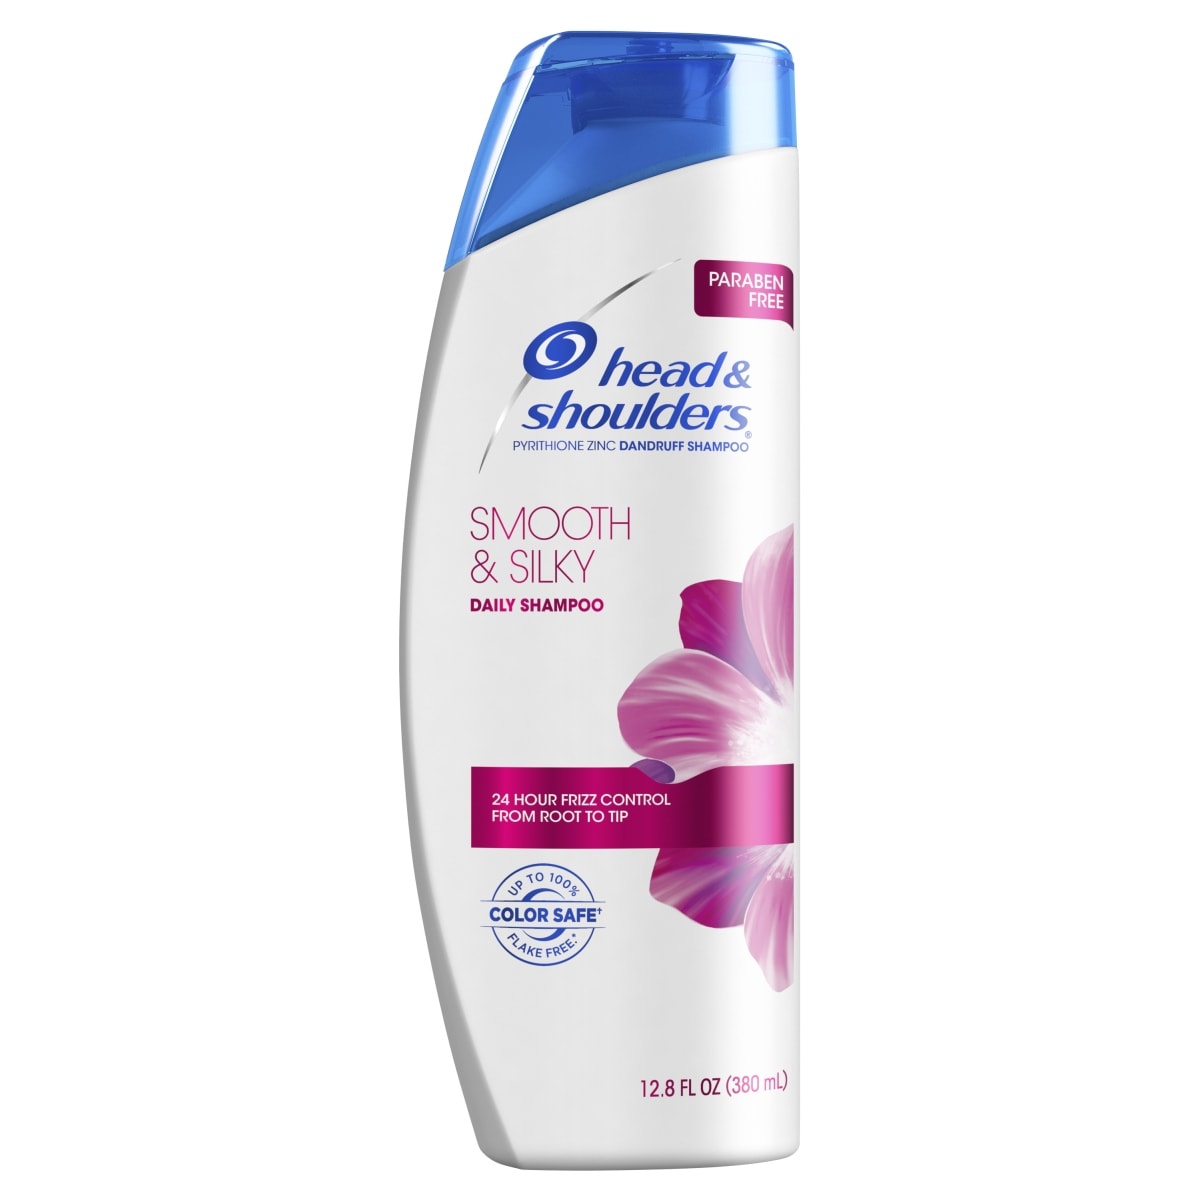 PARABEN
FREE
head &
shoulders®
PYRITHIONE ZINC DANDRUFF SHAMPOO
SMOOTH
& SILKY
DAILY SHAMPOO
24 HOUR FRIZZ CONTROL
FROM ROOT TO TIP
UP TO 100%
COLOR SAFE†
FLAKE FREE.*
12.8 FL OZ (380 mL)